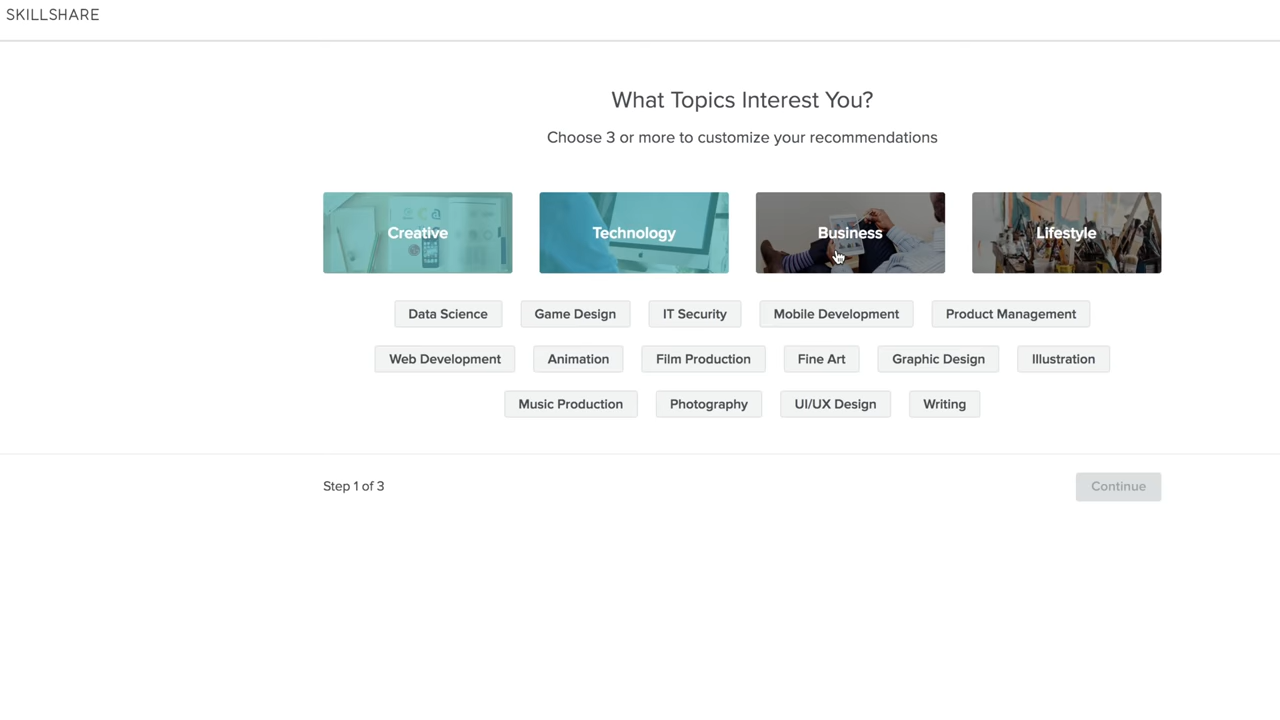 SKILLSHARE
What Topics Interest You?
Choose 3 or more to customize your recommendations
Creative
Technology
Business
Lifestyle
Data Science
Game Design
IT Security
Mobile Development
Product Management
Web Development
Animation
Film Production
Fine Art
Graphic Design
Illustration
Music Production
Photography
UI/UX Design
Writing
Step 1 of 3
Continue